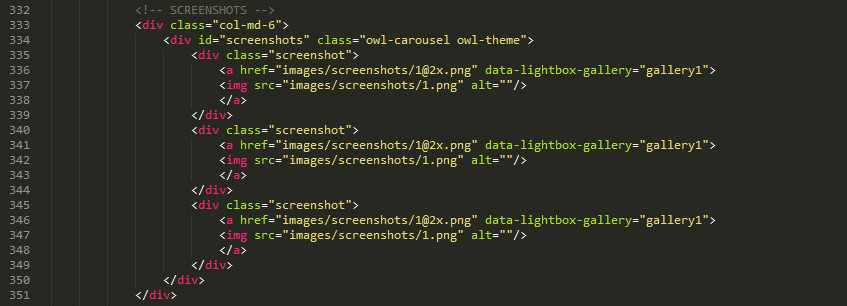 332 <!-- SCREENSHOTS -->
333 <div class="col-md-6">
334 <div id="screenshots" class="owl-carousel owl-theme">
335 <div class="screenshot">
336 <a href="images/screenshots/1@2x.png" data-lightbox-gallery="gallery1">
337 <img src="images/screenshots/1.png" alt=""/>
338 </a>
339 </div>
340 <div class="screenshot">
341 <a href="images/screenshots/1@2x.png" data-lightbox-gallery="gallery1">
342 <img src="images/screenshots/1.png" alt=""/>
343 </a>
344 </div>
345 <div class="screenshot">
346 <a href="images/screenshots/1@2x.png" data-lightbox-gallery="gallery1">
347 <img src="images/screenshots/1.png" alt=""/>
348 </a>
349 </div>
350 </div>
351 </div>